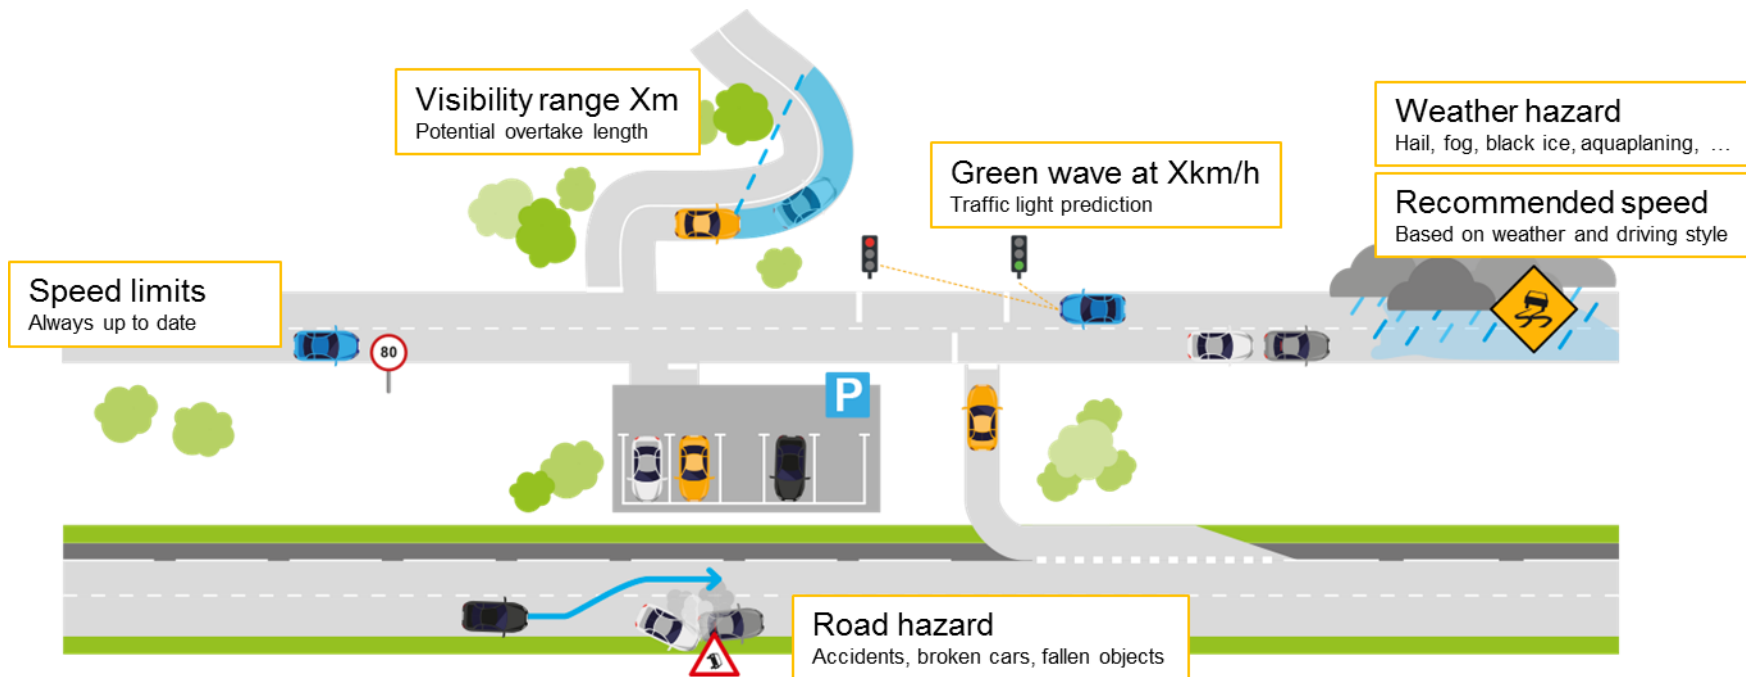 Visibility range Xm
Potential overtake length
Weather hazard
Hail, fog, black ice, aquaplaning, ...
Green wave at Xkm/h
Traffic light prediction
Recommended speed
Based on weather and driving style
Speed limits
Always up to date
80
P
Road hazard
Accidents, broken cars, fallen objects